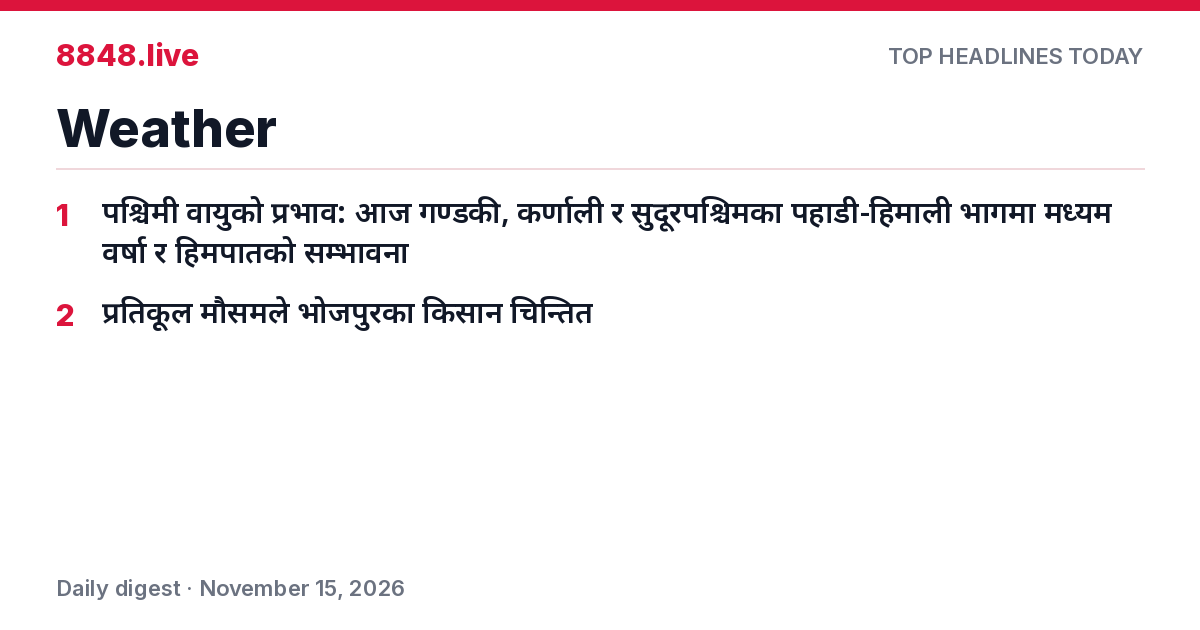 8848.live
TOP HEADLINES TODAY
Weather
1 पश्चिमी वायुको प्रभाव: आज गण्डकी, कर्णाली र सुदूरपश्चिमका पहाडी-हिमाली भागमा मध्यम
वर्षा र हिमपातको सम्भावना
2 प्रतिकूल मौसमले भोजपुरका किसान चिन्तित
Daily digest · November 15, 2026